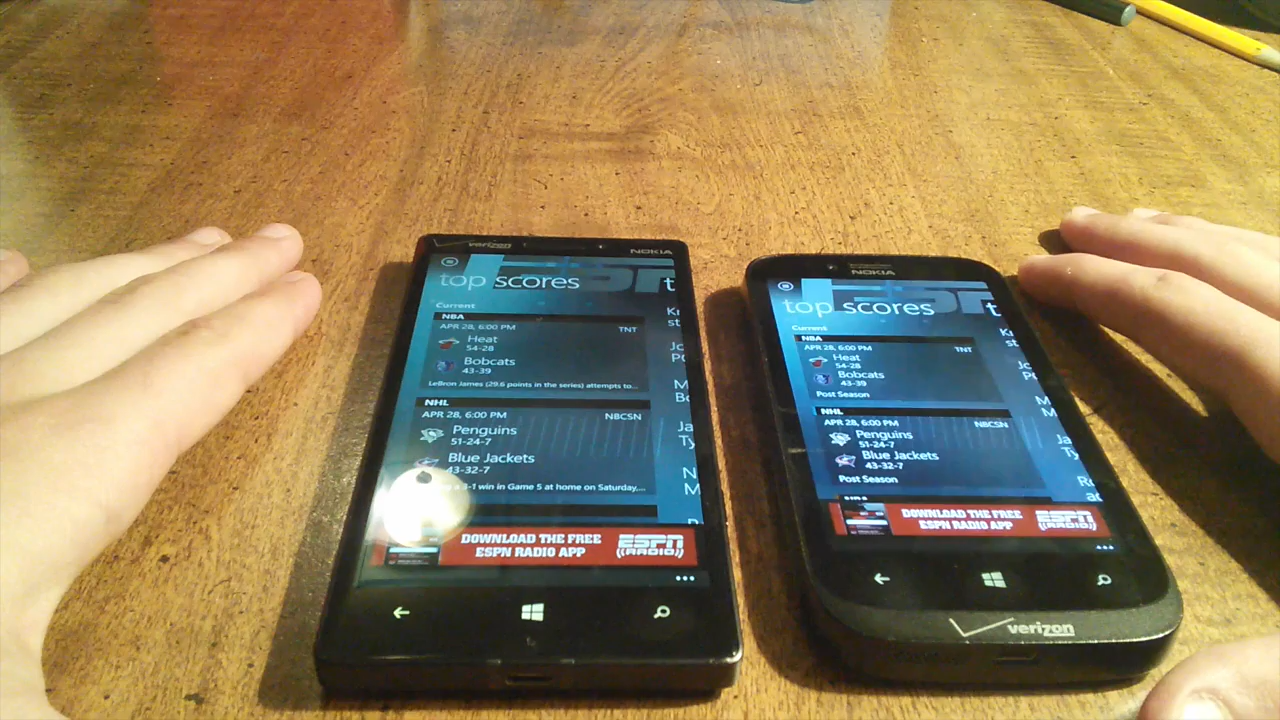 verizon
NOKIA
ESPN
top scores
t
Current
NBA
APR 28, 6:00 PM
TNT
Heat
54-28
Bobcats
43-39
LeBron James (29.6 points in the series) attempts to...
NHL
APR 28, 6:00 PM
NBCSN
Penguins
51-24-7
Blue Jackets
43-32-7
a 3-1 win in Game 5 at home on Saturday,...
DOWNLOAD THE FREE
ESPN RADIO APP
ESPN
((RADIO))
...
NOKIA
ESPN
top scores
t
Current
NBA
APR 28, 6:00 PM
TNT
Heat
54-28
Bobcats
43-39
Post Season
NHL
APR 28, 6:00 PM
NBCSN
Penguins
51-24-7
Blue Jackets
43-32-7
Post Season
DOWNLOAD THE FREE
ESPN RADIO APP
ESPN
((RADIO))
...
verizon